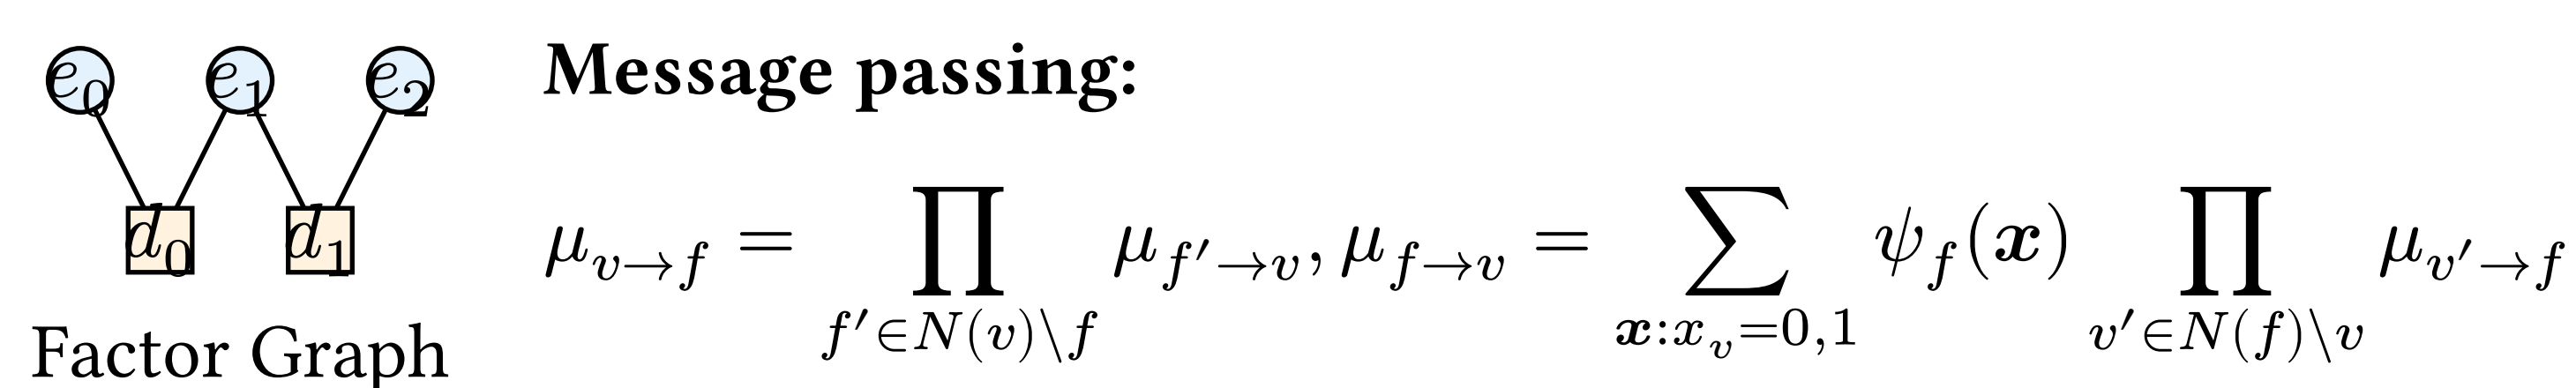 e₀ e₁ e₂
Message passing:
d₀ d₁
μ_{v→f} = ∏_{f′∈N(v)\f} μ_{f′→v}, μ_{f→v} = ∑_{𝒙:x_v=0,1} ψ_f(𝒙) ∏_{v′∈N(f)\v} μ_{v′→f}
Factor Graph